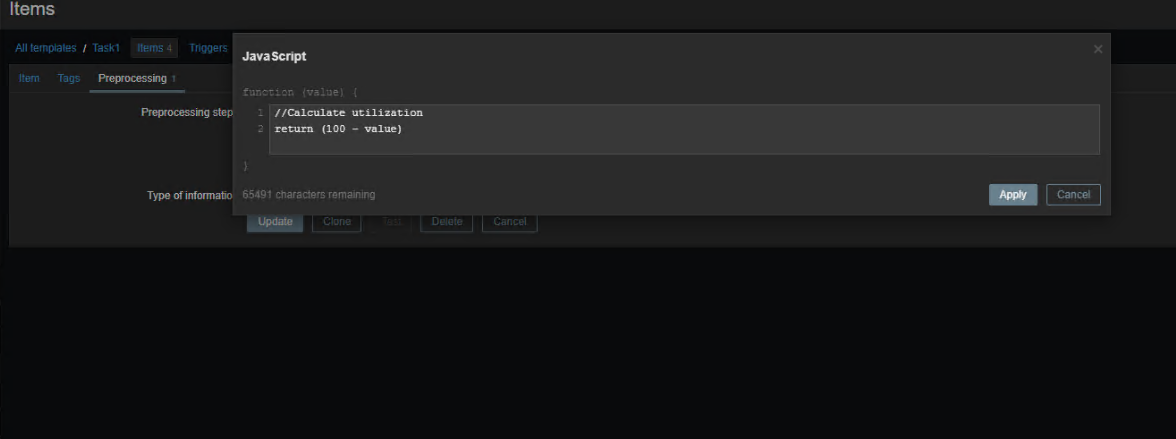 Items
All templates / Task1 Items 4 Triggers
Item Tags Preprocessing 1
JavaScript
function (value) {
Preprocessing step
1 //Calculate utilization
2 return (100 - value)
}
Type of informatio
65491 characters remaining
Apply Cancel
Update Clone Test Delete Cancel